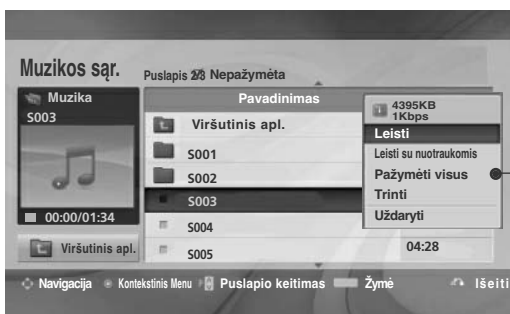 Muzikos sąr.
Puslapis 2/3 Nepažymėta
Muzika
S003
00:00/01:34
Viršutinis apl.
Pavadinimas
Viršutinis apl.
S001
S002
S003
S004
S005
04:28
4395KB
1Kbps
Leisti
Leisti su nuotraukomis
Pažymėti visus
Trinti
Uždaryti
Navigacija Kontekstinis Menu Puslapio keitimas Žymė Išeiti